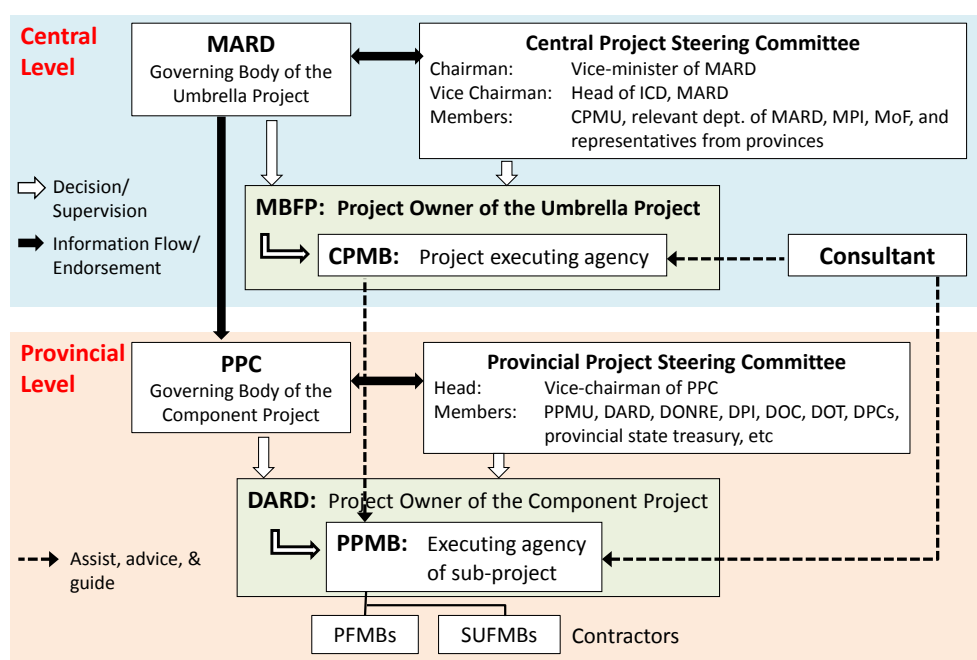 Central
Level
MARD
Governing Body of the
Umbrella Project
Central Project Steering Committee
Chairman: Vice-minister of MARD
Vice Chairman: Head of ICD, MARD
Members: CPMU, relevant dept. of MARD, MPI, MoF, and
representatives from provinces
Decision/
Supervision
Information Flow/
Endorsement
MBFP: Project Owner of the Umbrella Project
CPMB: Project executing agency
Consultant
Provincial
Level
PPC
Governing Body of the
Component Project
Provincial Project Steering Committee
Head: Vice-chairman of PPC
Members: PPMU, DARD, DONRE, DPI, DOC, DOT, DPCs,
provincial state treasury, etc
DARD: Project Owner of the Component Project
PPMB: Executing agency
of sub-project
Assist, advice, &
guide
PFMBs
SUFMBs
Contractors